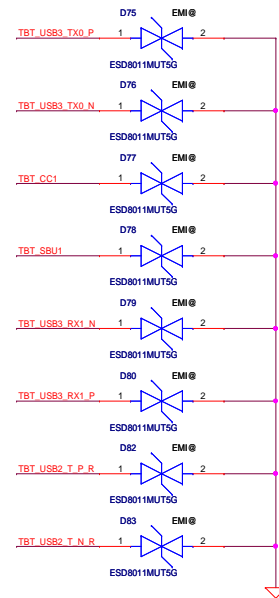 D75 EMI@
TBT_USB3_TX0_P 1 2
ESD8011MUT5G
D76 EMI@
TBT_USB3_TX0_N 1 2
ESD8011MUT5G
D77 EMI@
TBT_CC1 1 2
ESD8011MUT5G
D78 EMI@
TBT_SBU1 1 2
ESD8011MUT5G
D79 EMI@
TBT_USB3_RX1_N 1 2
ESD8011MUT5G
D80 EMI@
TBT_USB3_RX1_P 1 2
ESD8011MUT5G
D82 EMI@
TBT_USB2_T_P_R 1 2
ESD8011MUT5G
D83 EMI@
TBT_USB2_T_N_R 1 2
ESD8011MUT5G